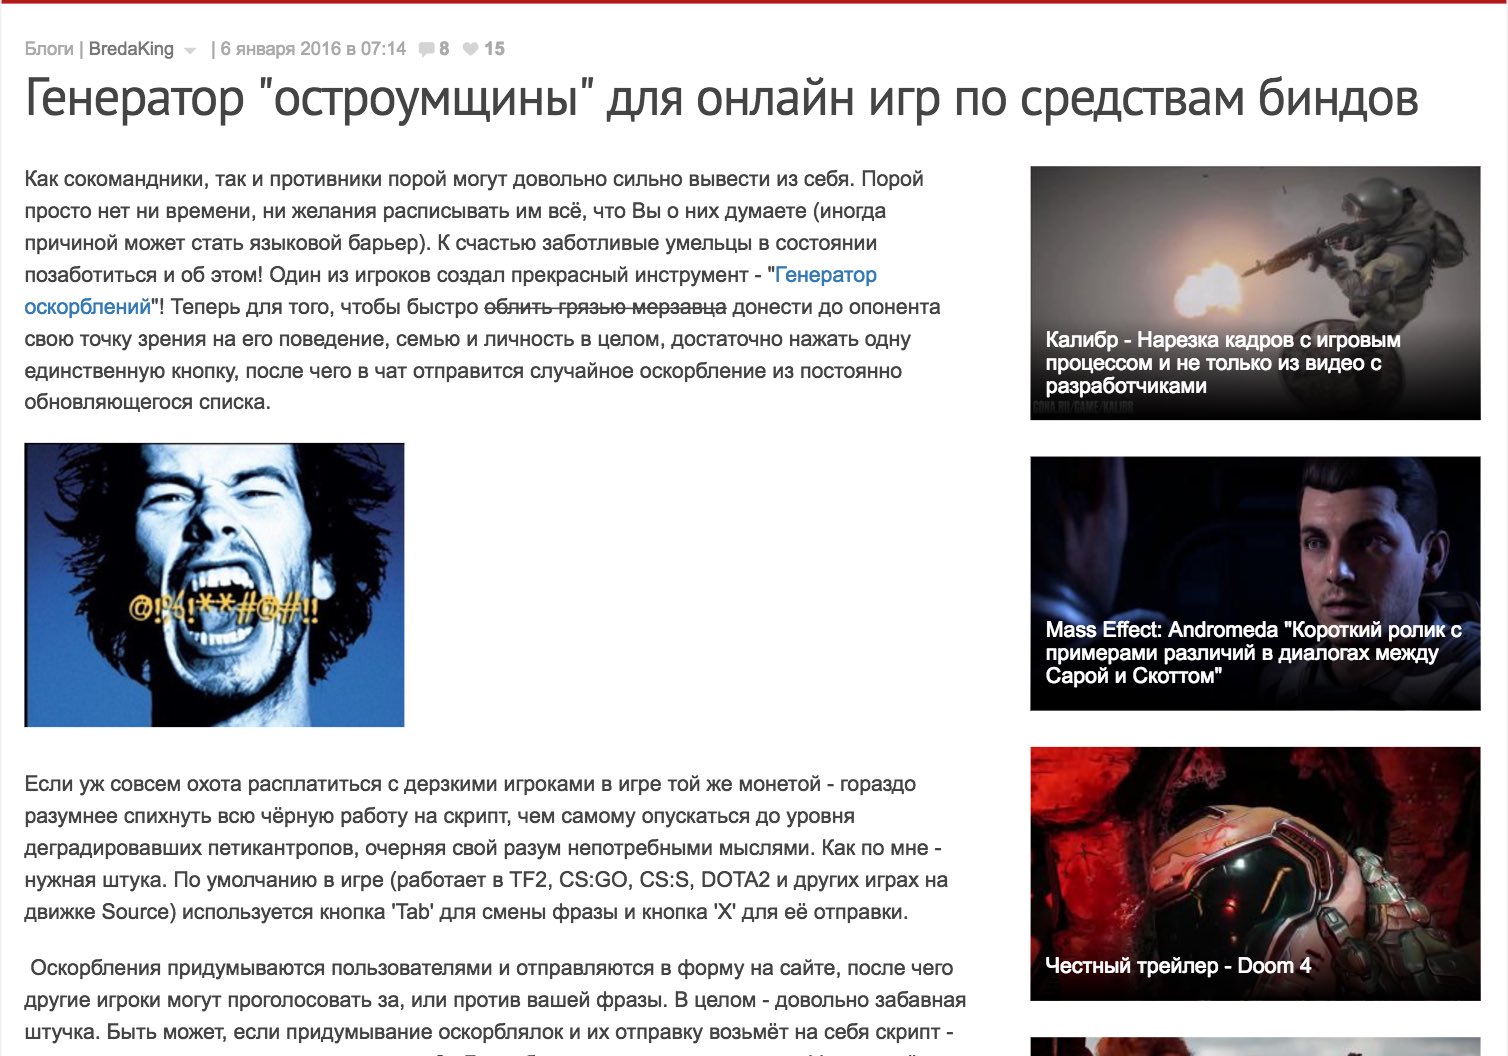 Блоги | BredaKing | 6 января 2016 в 07:14 8 15
Генератор "остроумщины" для онлайн игр по средствам биндов
Как сокомандники, так и противники порой могут довольно сильно вывести из себя. Порой
просто нет ни времени, ни желания расписывать им всё, что Вы о них думаете (иногда
причиной может стать языковой барьер). К счастью заботливые умельцы в состоянии
позаботиться и об этом! Один из игроков создал прекрасный инструмент - "Генератор
оскорблений"! Теперь для того, чтобы быстро облить грязью мерзавца донести до опонента
свою точку зрения на его поведение, семью и личность в целом, достаточно нажать одну
единственную кнопку, после чего в чат отправится случайное оскорбление из постоянно
обновляющегося списка.
@!%!**#@#!!
Если уж совсем охота расплатиться с дерзкими игроками в игре той же монетой - гораздо
разумнее спихнуть всю чёрную работу на скрипт, чем самому опускаться до уровня
деградировавших петикантропов, очерняя свой разум непотребными мыслями. Как по мне -
нужная штука. По умолчанию в игре (работает в TF2, CS:GO, CS:S, DOTA2 и других играх на
движке Source) используется кнопка 'Tab' для смены фразы и кнопка 'X' для её отправки.
Оскорбления придумываются пользователями и отправляются в форму на сайте, после чего
другие игроки могут проголосовать за, или против вашей фразы. В целом - довольно забавная
штучка. Быть может, если придумывание оскорблялок и их отправку возьмёт на себя скрипт -
Калибр - Нарезка кадров с игровым
процессом и не только из видео с
разработчиками
GOHA.RU/GAME/KALIBR
Mass Effect: Andromeda "Короткий ролик с
примерами различий в диалогах между
Сарой и Скоттом"
Честный трейлер - Doom 4